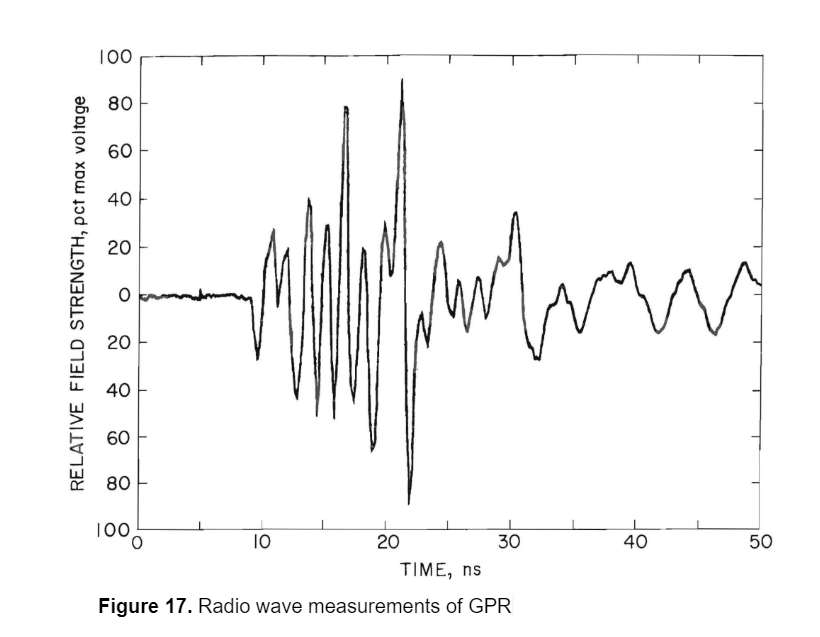 100
80
60
40
20
0
20
40
60
80
100
RELATIVE FIELD STRENGTH, pct max voltage
0 10 20 30 40 50
TIME, ns
Figure 17. Radio wave measurements of GPR